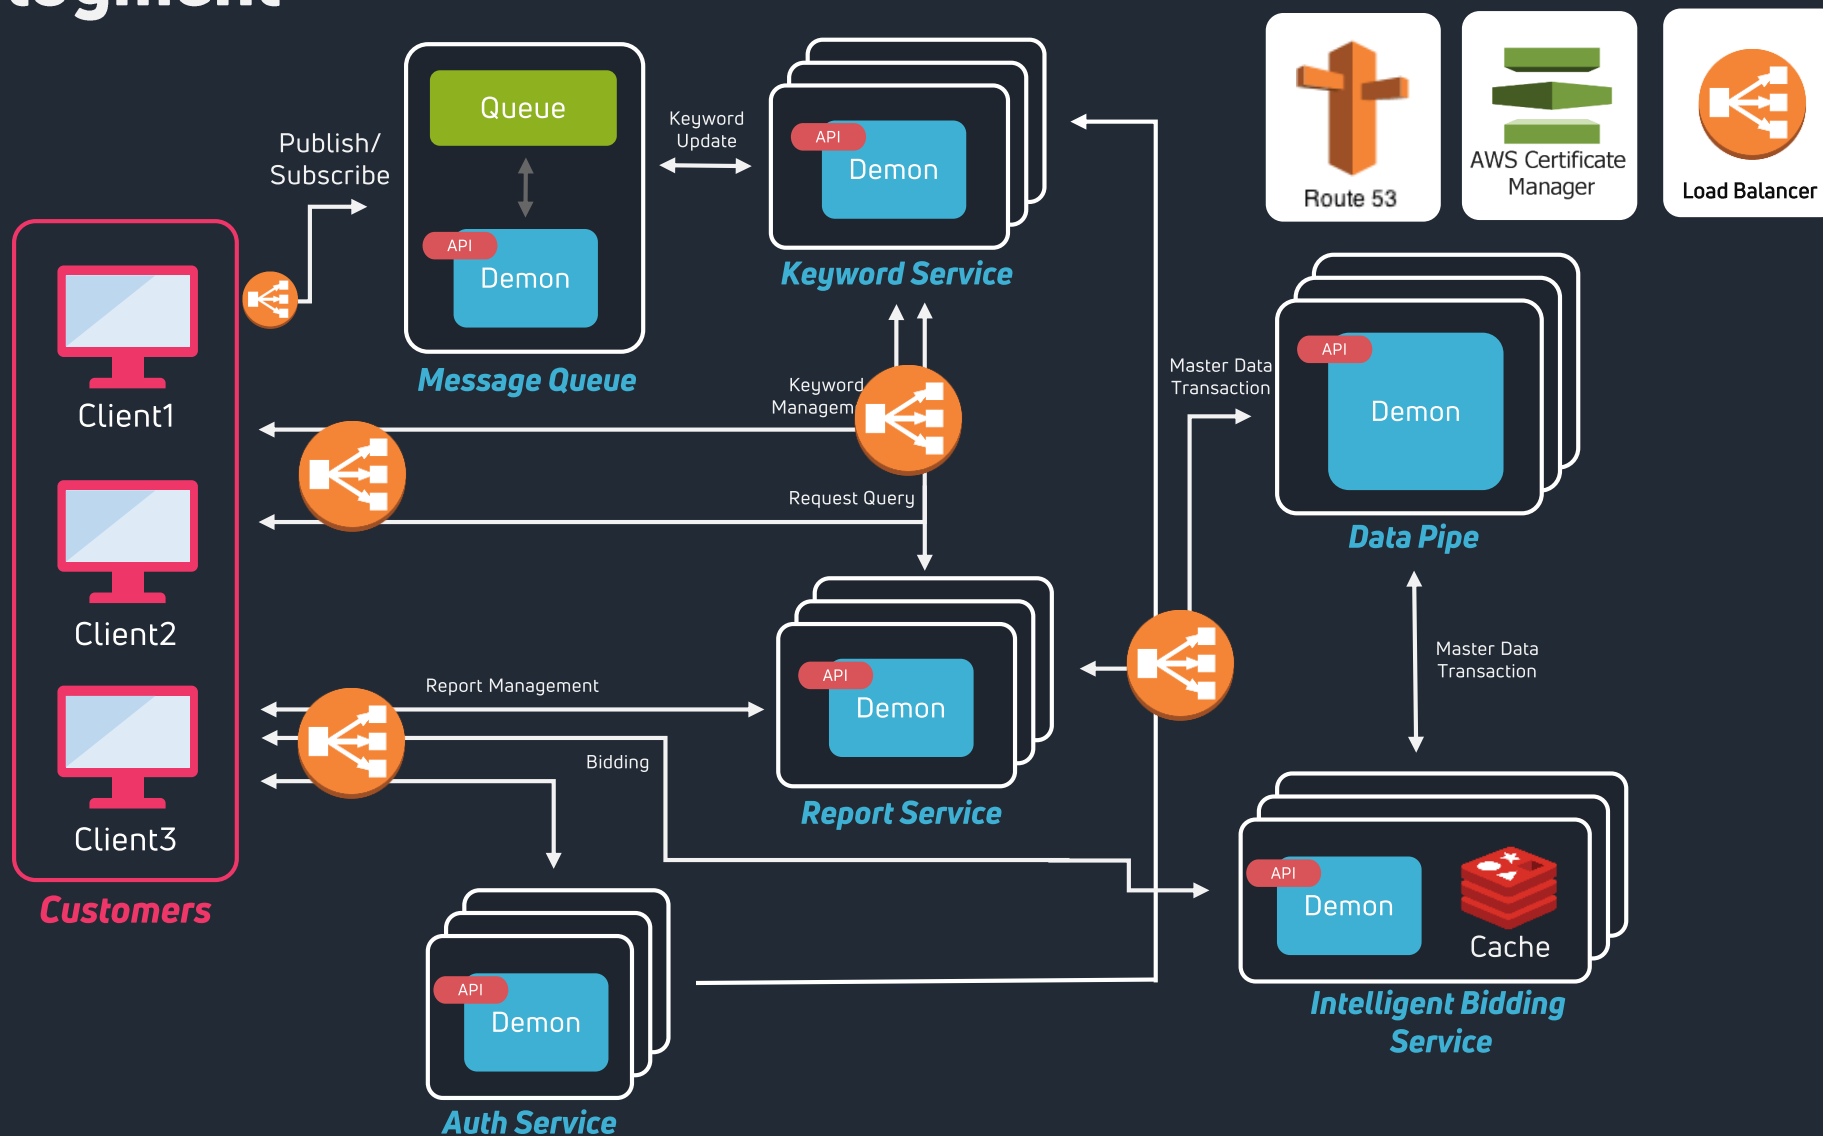 loyment
Queue
API
Demon
Message Queue
Publish/
Subscribe
Keyword
Update
API
Demon
Keyword Service
Route 53
AWS Certificate
Manager
Load Balancer
Client1
Client2
Client3
Customers
Keyword
Managem
Request Query
Master Data
Transaction
API
Demon
Data Pipe
Report Management
Bidding
API
Demon
Report Service
Master Data
Transaction
API
Demon
Cache
Intelligent Bidding
Service
API
Demon
Auth Service